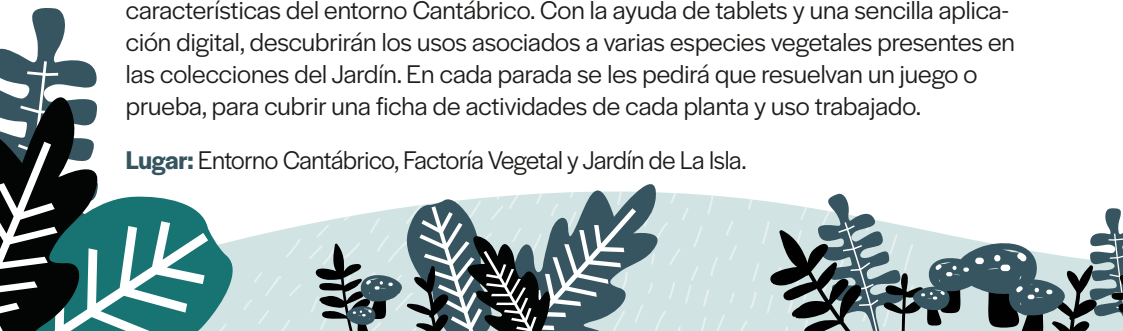 características del entorno Cantábrico. Con la ayuda de tablets y una sencilla aplica-
ción digital, descubrirán los usos asociados a varias especies vegetales presentes en
las colecciones del Jardín. En cada parada se les pedirá que resuelvan un juego o
prueba, para cubrir una ficha de actividades de cada planta y uso trabajado.
Lugar: Entorno Cantábrico, Factoría Vegetal y Jardín de La Isla.